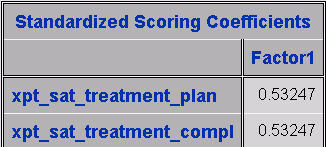 Standardized Scoring Coefficients
Factor1
xpt_sat_treatment_plan 0.53247
xpt_sat_treatment_compl 0.53247